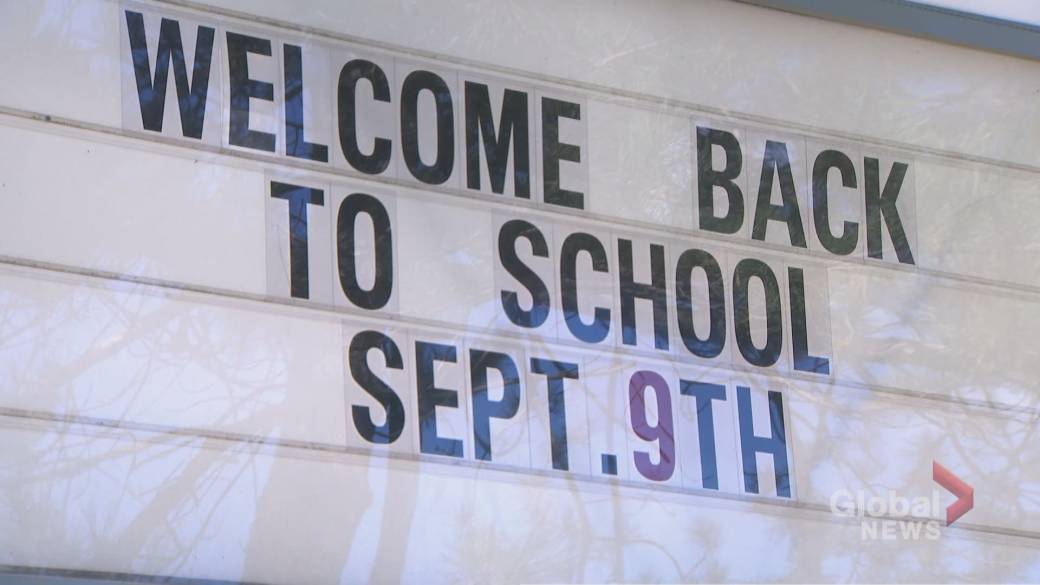 WELCOME BACK
TO SCHOOL
SEPT.9TH
Global
NEWS